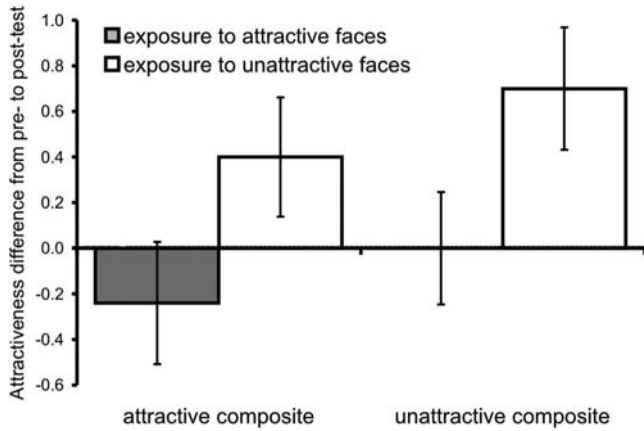 Attractiveness difference from pre- to post-test
1.0
0.8
0.6
0.4
0.2
0.0
-0.2
-0.4
-0.6
exposure to attractive faces
exposure to unattractive faces
attractive composite
unattractive composite